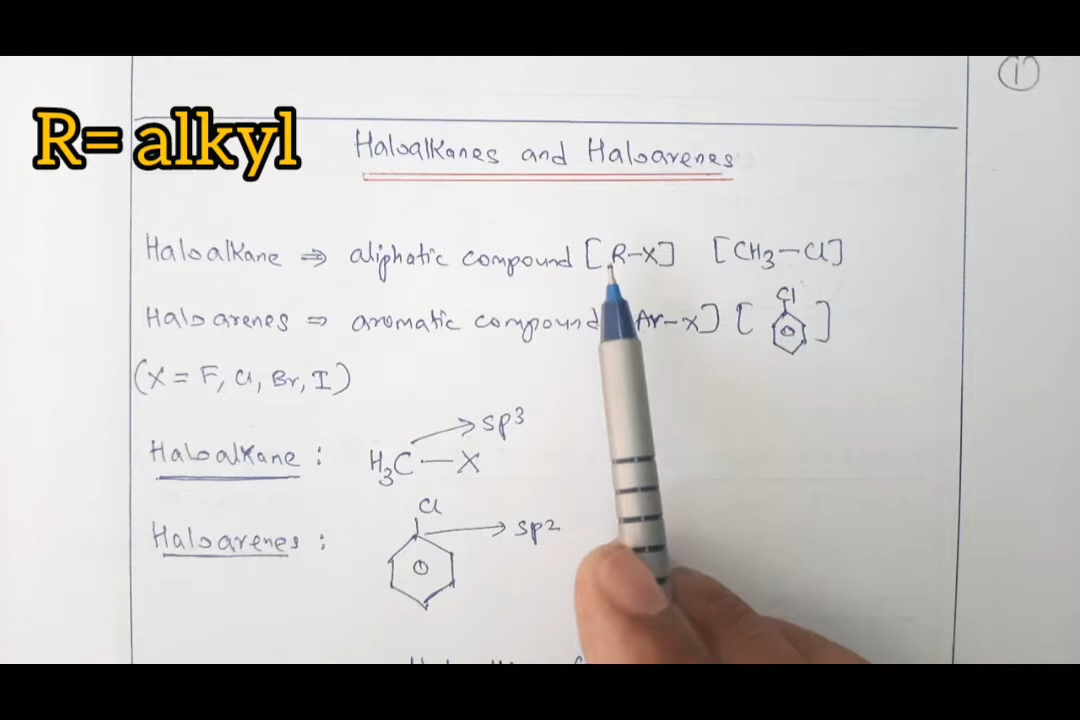 1
R= alkyl
Haloalkanes and Haloarenes
Haloalkane ⇒ aliphatic compound [R-X] [CH3-Cl]
Haloarenes ⇒ aromatic compound Ar-X] [ Cl ]
(X = F, Cl, Br, I)
Haloalkane : H3C-X → sp3
Haloarenes : Cl → sp2